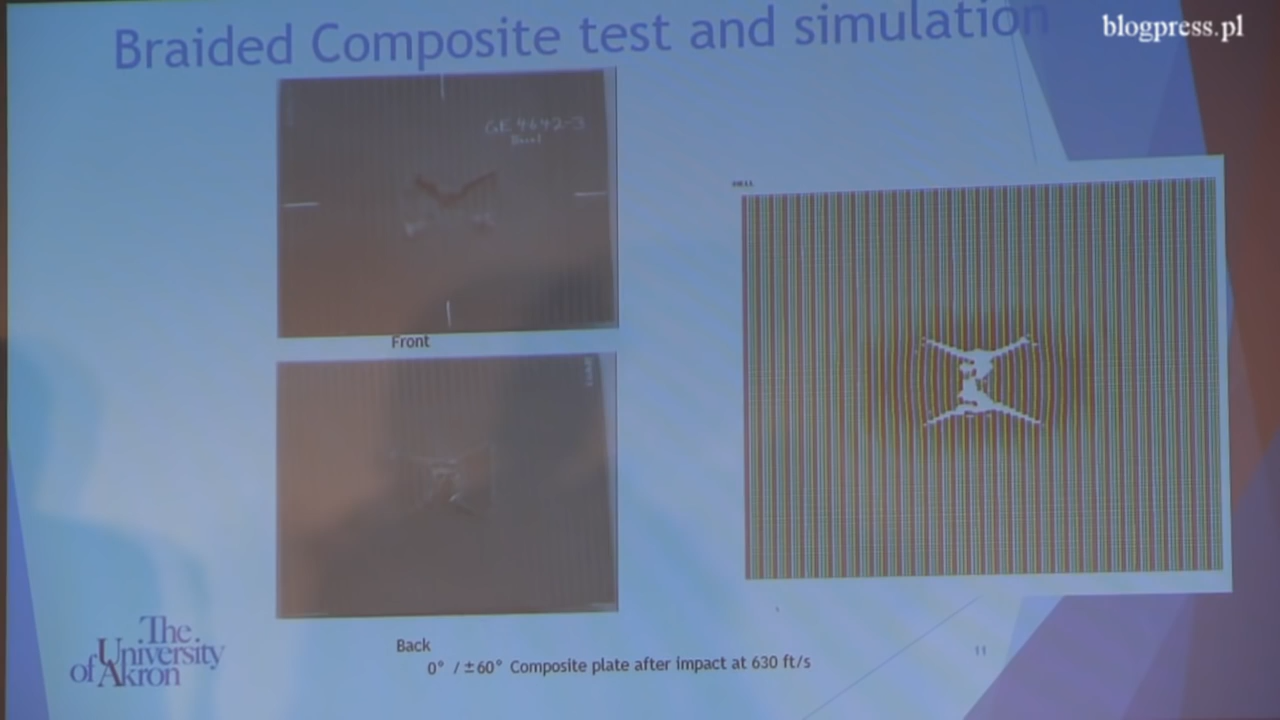 Braided Composite test and simulation
blogpress.pl
GE 4642-3
Front
Back
0° / ±60° Composite plate after impact at 630 ft/s
The
University
of Akron
11